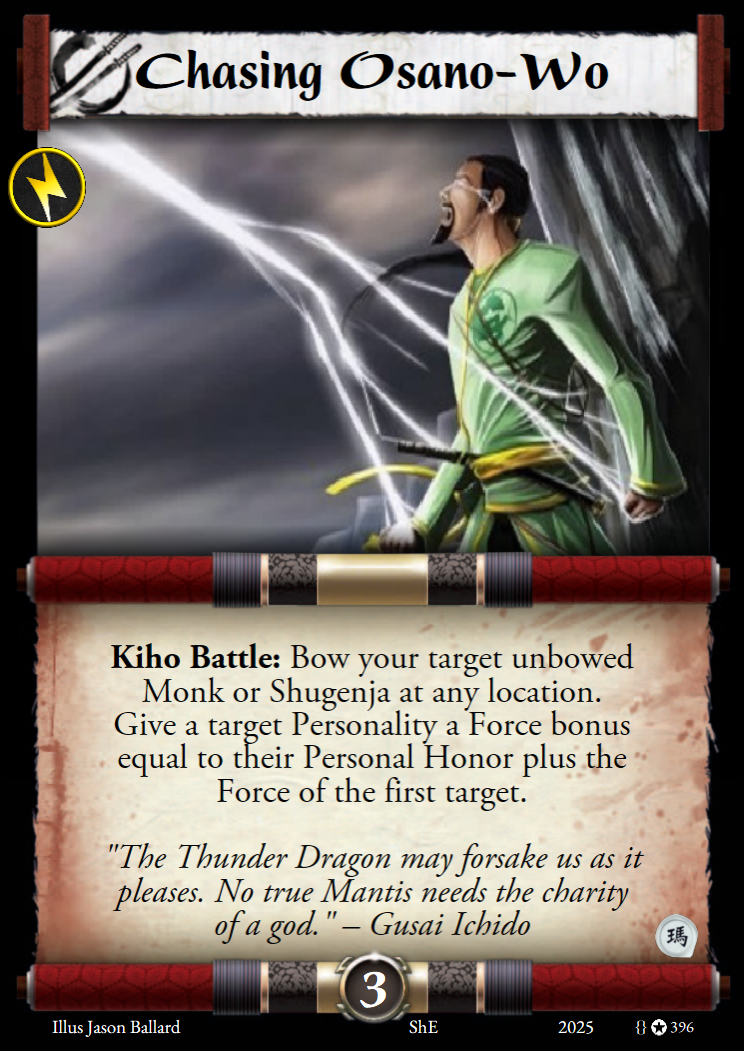 Chasing Osano-Wo
Kiho Battle: Bow your target unbowed
Monk or Shugenja at any location.
Give a target Personality a Force bonus
equal to their Personal Honor plus the
Force of the first target.
"The Thunder Dragon may forsake us as it
pleases. No true Mantis needs the charity
of a god." – Gusai Ichido
瑪
3
Illus Jason Ballard ShE 2025 {} ✪ 396